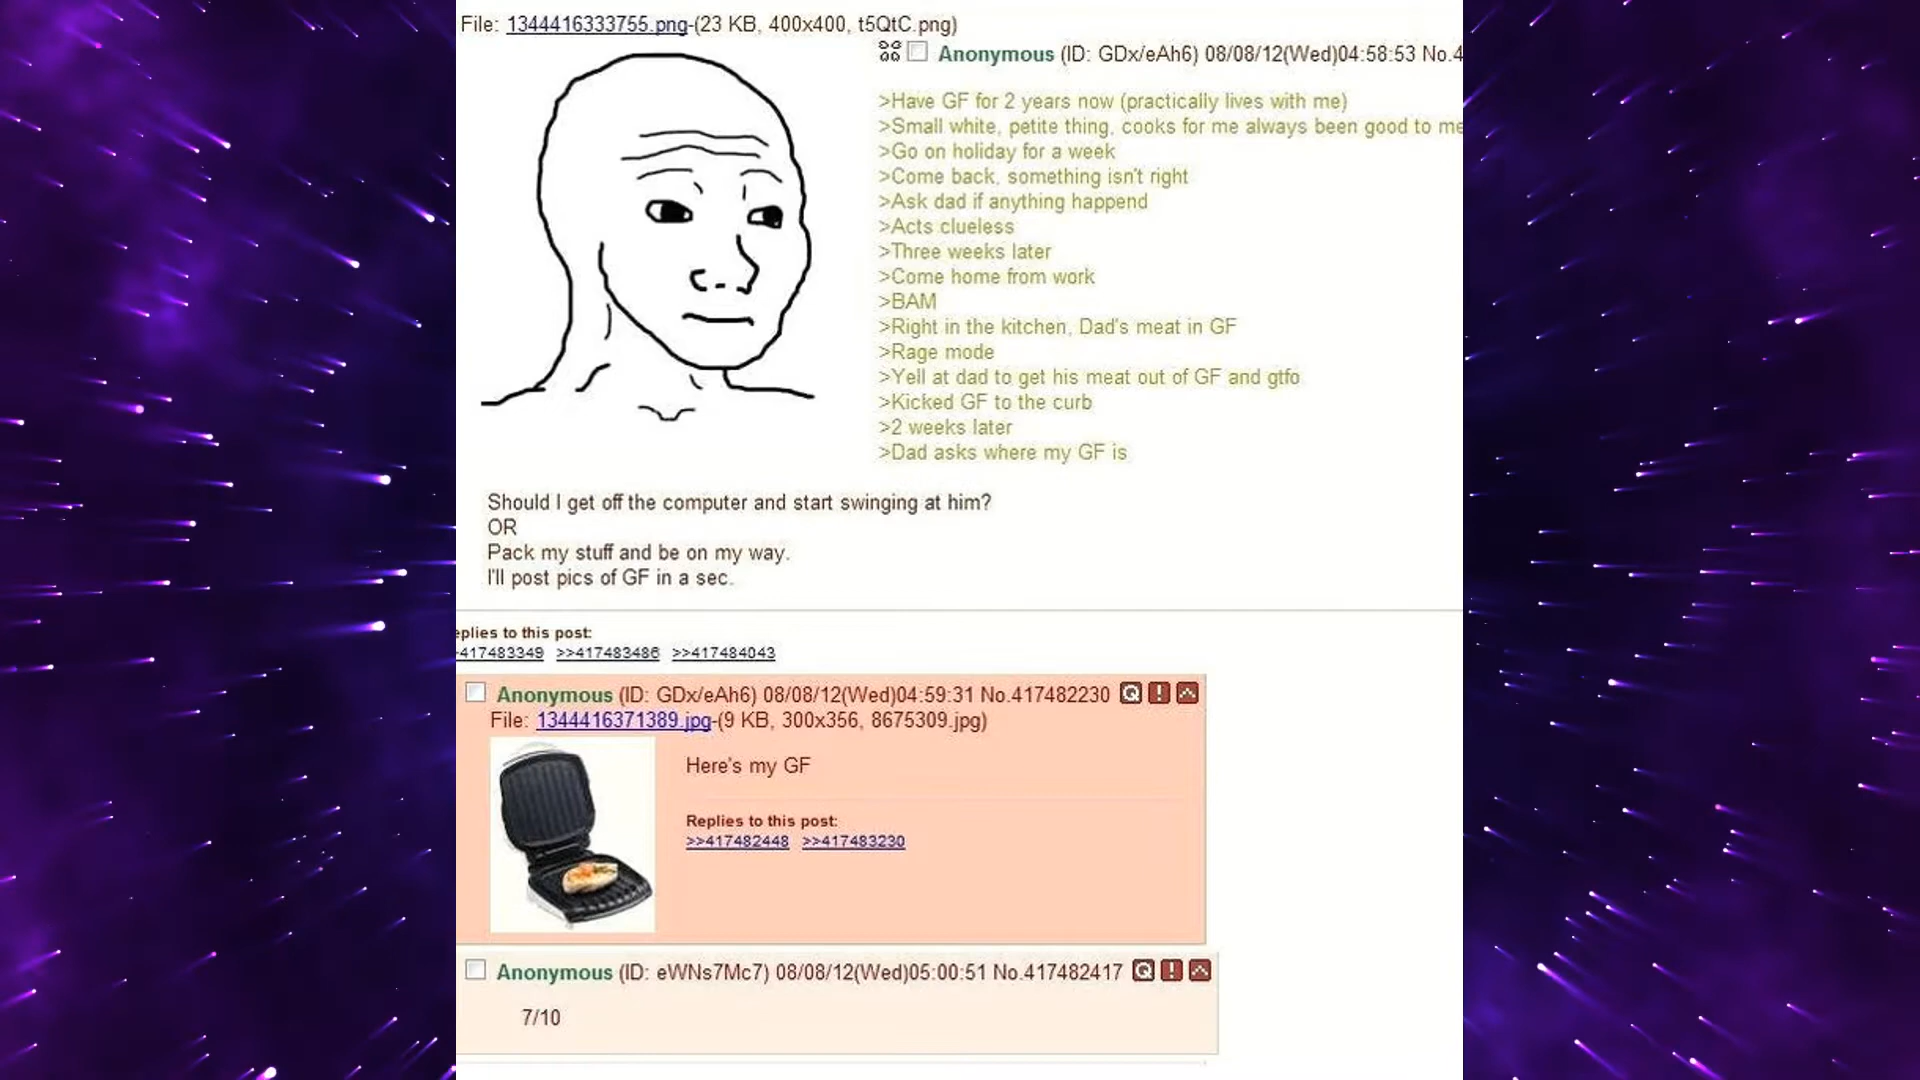 File: 1344416333755.png-(23 KB, 400x400, t5QtC.png)
Anonymous (ID: GDx/eAh6) 08/08/12(Wed)04:58:53 No.4
>Have GF for 2 years now (practically lives with me)
>Small white, petite thing, cooks for me always been good to me
>Go on holiday for a week
>Come back, something isn't right
>Ask dad if anything happend
>Acts clueless
>Three weeks later
>Come home from work
>BAM
>Right in the kitchen, Dad's meat in GF
>Rage mode
>Yell at dad to get his meat out of GF and gtfo
>Kicked GF to the curb
>2 weeks later
>Dad asks where my GF is
Should I get off the computer and start swinging at him?
OR
Pack my stuff and be on my way.
I'll post pics of GF in a sec.
eplies to this post:
>417483349 >>417483486 >>417484043
Anonymous (ID: GDx/eAh6) 08/08/12(Wed)04:59:31 No.417482230
File: 1344416371389.jpg-(9 KB, 300x356, 8675309.jpg)
Here's my GF
Replies to this post:
>>417482448 >>417483230
Anonymous (ID: eWNs7Mc7) 08/08/12(Wed)05:00:51 No.417482417
7/10